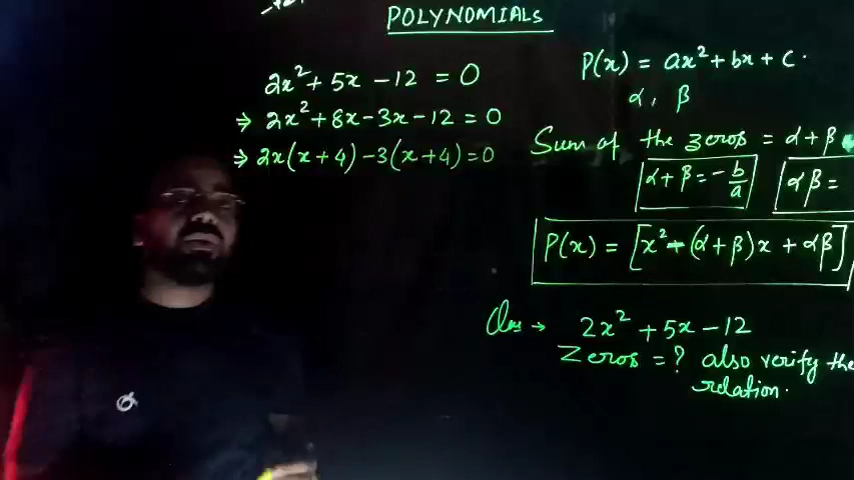 POLYNOMIALS
2x² + 5x - 12 = 0
⇒ 2x² + 8x - 3x - 12 = 0
⇒ 2x(x + 4) - 3(x + 4) = 0
P(x) = ax² + bx + c.
α, β
Sum of the zeros = α + β
α + β = - b/a
αβ =
P(x) = [x² - (α + β)x + αβ]
Ques → 2x² + 5x - 12
Zeros = ? also verify the
relation.